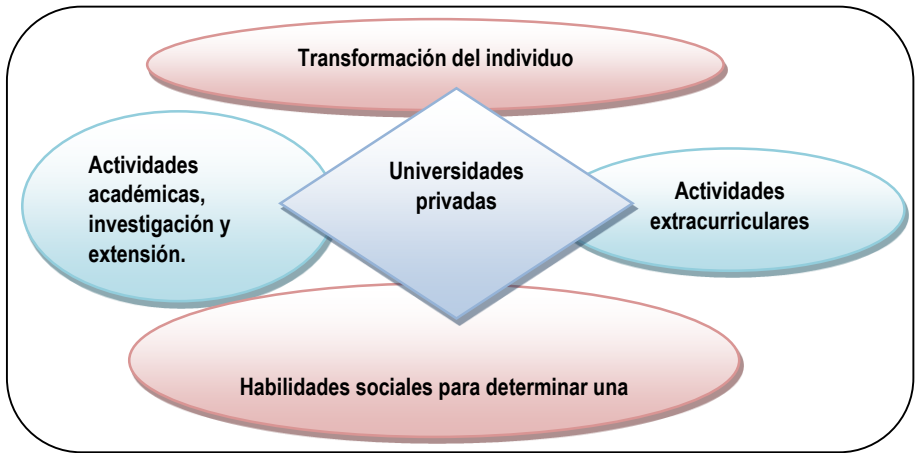 Transformación del individuo
Actividades
académicas,
investigación y
extensión.
Universidades
privadas
Actividades
extracurriculares
Habilidades sociales para determinar una